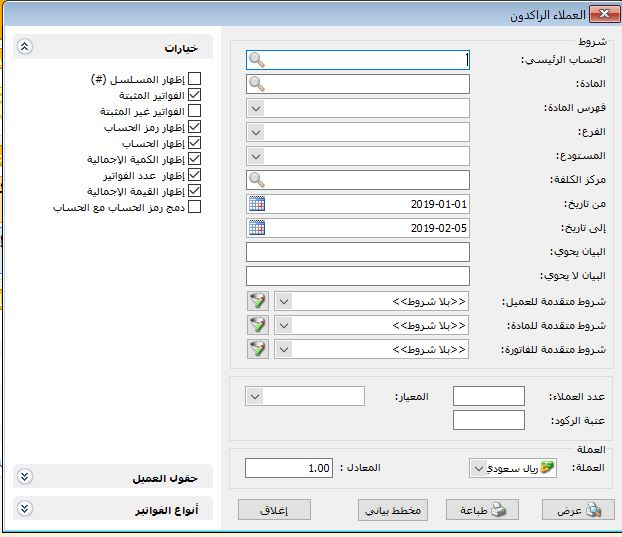 العملاء الراكدون
شروط
الحساب الرئيسي:
المادة:
فهرس المادة:
الفرع:
المستودع:
مركز الكلفة:
من تاريخ: 2019-01-01
إلى تاريخ: 2019-02-05
البيان يحوي:
البيان لا يحوي:
شروط متقدمة للعميل: <<بلا شروط>>
شروط متقدمة للمادة: <<بلا شروط>>
شروط متقدمة للفاتورة: <<بلا شروط>>
عدد العملاء: المعيار:
عتبة الركود:
العملة
العملة: ريال سعودي المعادل : 1.00
عرض طباعة مخطط بياني إغلاق
خيارات
إظهار المسلسل (#)
الفواتير المثبتة
الفواتير غير المثبتة
إظهار رمز الحساب
إظهار الحساب
إظهار الكمية الإجمالية
إظهار عدد الفواتير
إظهار القيمة الإجمالية
دمج رمز الحساب مع الحساب
حقول العميل
أنواع الفواتير